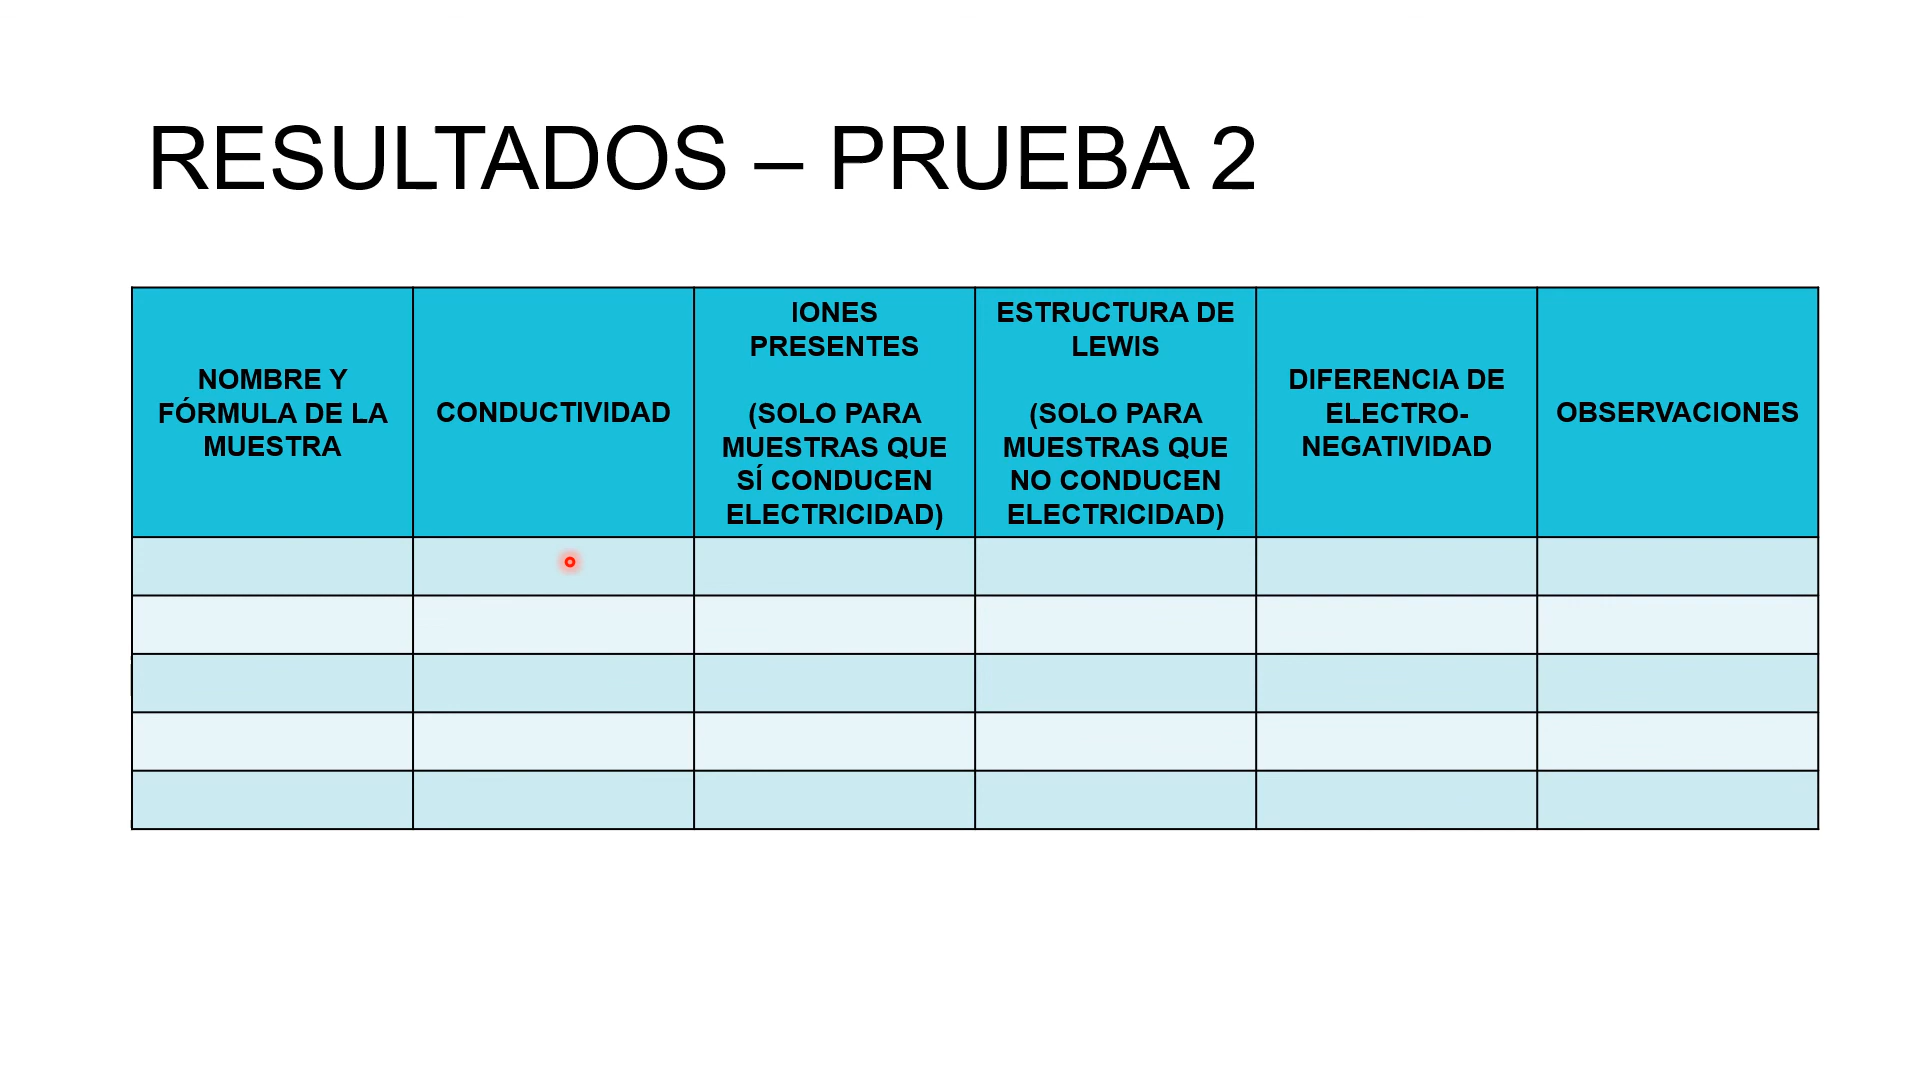 RESULTADOS – PRUEBA 2
NOMBRE Y
FÓRMULA DE LA
MUESTRA
CONDUCTIVIDAD
IONES
PRESENTES
(SOLO PARA
MUESTRAS QUE
SÍ CONDUCEN
ELECTRICIDAD)
ESTRUCTURA DE
LEWIS
(SOLO PARA
MUESTRAS QUE
NO CONDUCEN
ELECTRICIDAD)
DIFERENCIA DE
ELECTRO-
NEGATIVIDAD
OBSERVACIONES